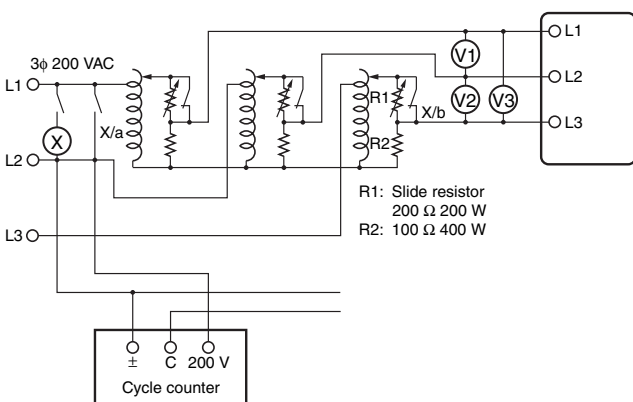 3ϕ 200 VAC
L1
L2
L3
X
X/a
R1
R2
X/b
V1
V2
V3
L1
L2
L3
R1: Slide resistor
200 Ω 200 W
R2: 100 Ω 400 W
± C 200 V
Cycle counter